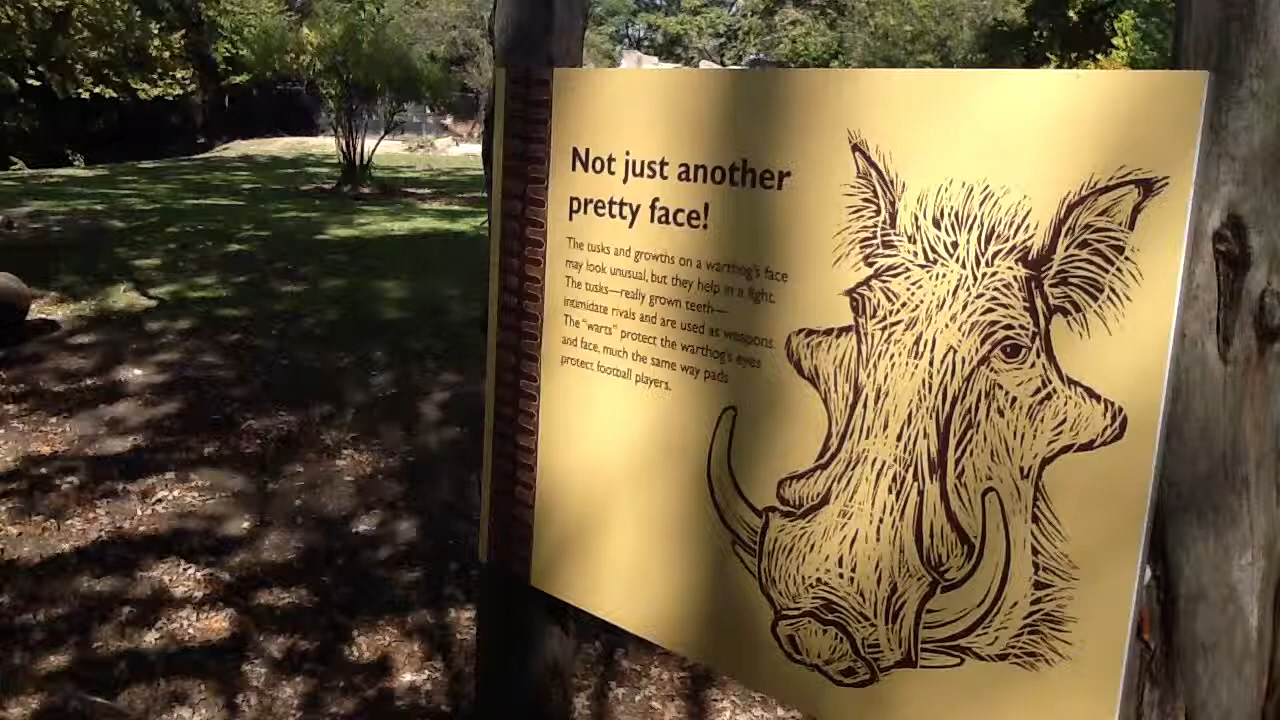 Not just another
pretty face!
The tusks and growths on a warthog's face
may look unusual, but they help in a fight.
The tusks—really grown teeth—
intimidate rivals and are used as weapons.
The "warts" protect the warthog's eyes
and face, much the same way pads
protect football players.